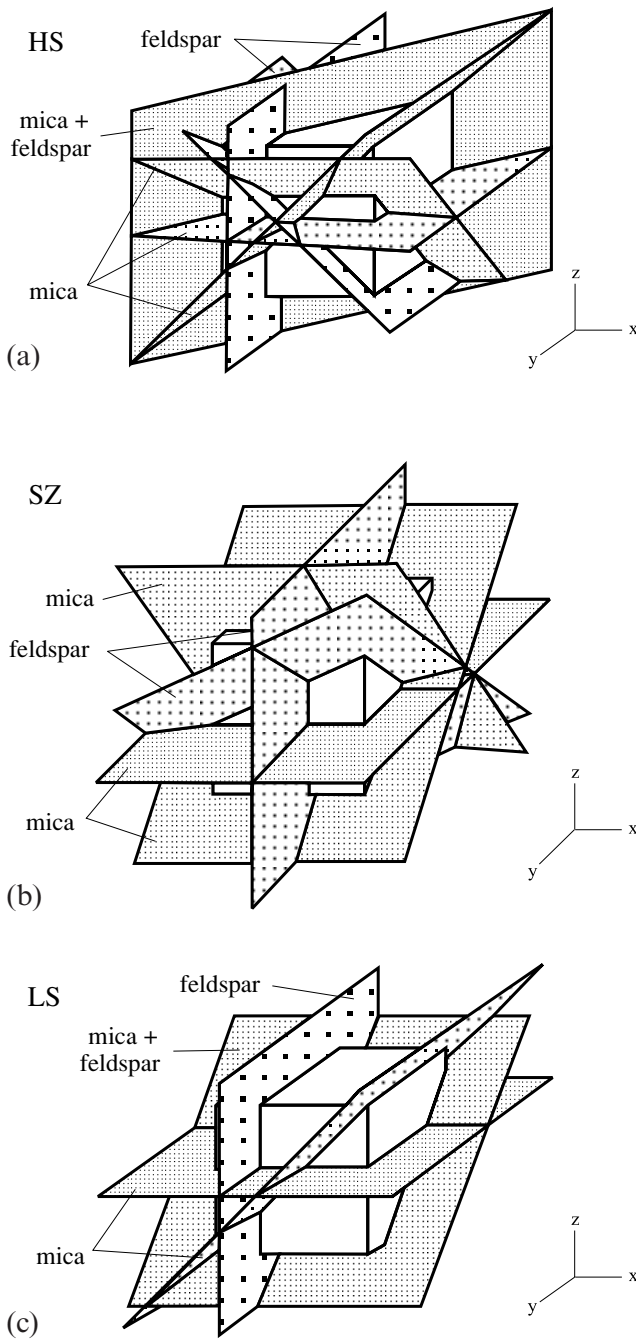 HS
feldspar
mica +
feldspar
mica
z
x
y
(a)
SZ
mica
feldspar
mica
z
x
y
(b)
LS
feldspar
mica +
feldspar
mica
z
x
y
(c)